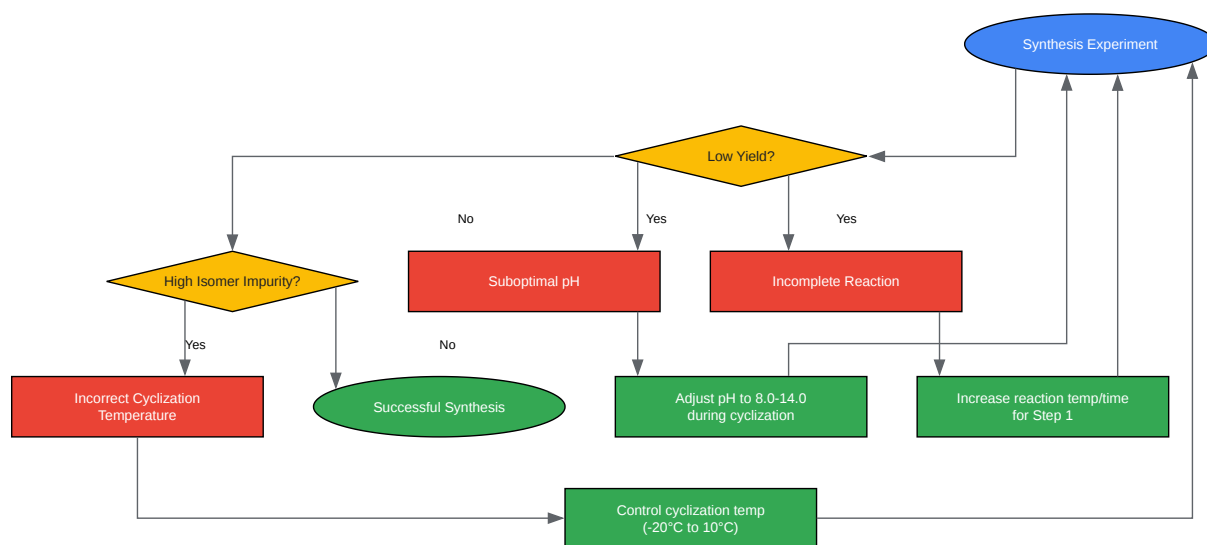 Synthesis Experiment
Low Yield?
No
Yes
Yes
High Isomer Impurity?
Suboptimal pH
Incomplete Reaction
Yes
No
Incorrect Cyclization
Temperature
Successful Synthesis
Adjust pH to 8.0-14.0
during cyclization
Increase reaction temp/time
for Step 1
Control cyclization temp
(-20°C to 10°C)